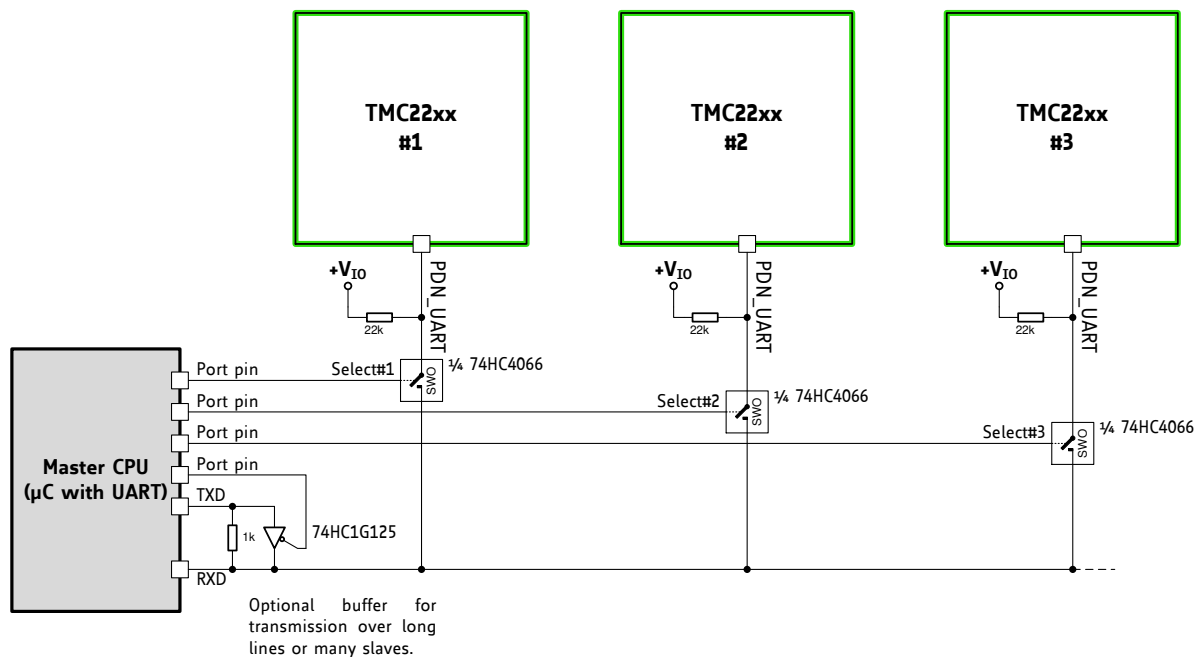 TMC22xx
#1
TMC22xx
#2
TMC22xx
#3
+VIO
22k
PDN_UART
+VIO
22k
PDN_UART
+VIO
22k
PDN_UART
Port pin
Select#1
SWO
¼ 74HC4066
Port pin
Select#2
SWO
¼ 74HC4066
Port pin
Select#3
SWO
¼ 74HC4066
Port pin
Master CPU
(µC with UART)
TXD
1k
74HC1G125
RXD
Optional buffer for
transmission over long
lines or many slaves.